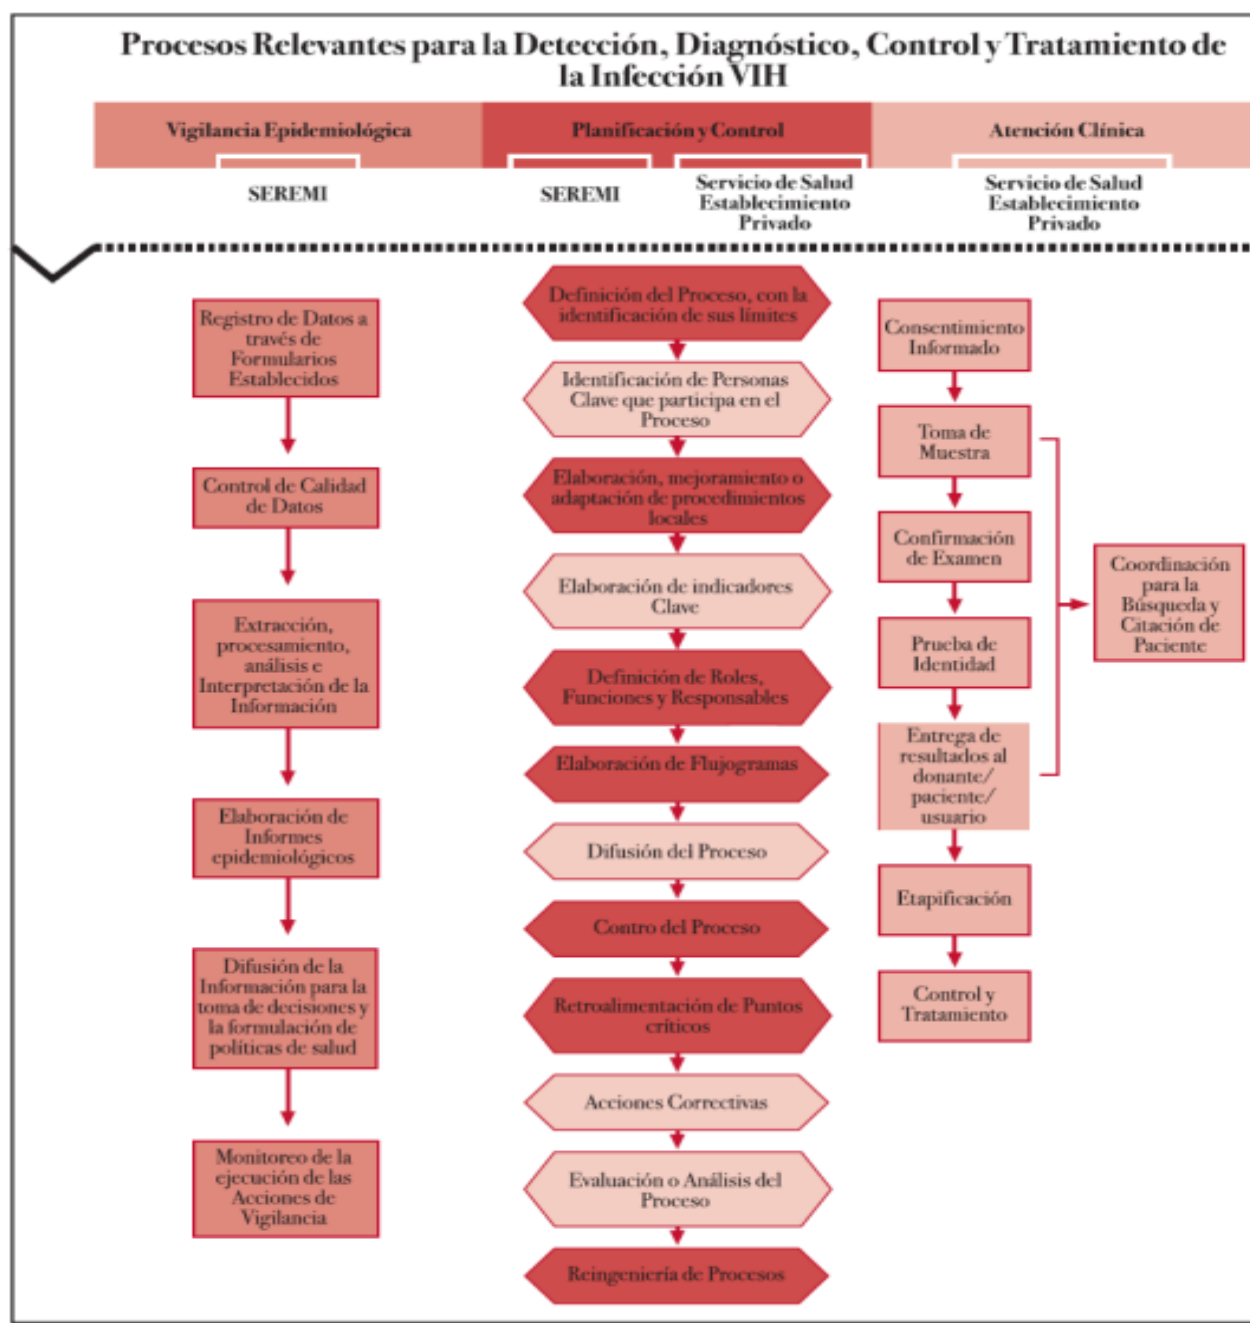 Procesos Relevantes para la Detección, Diagnóstico, Control y Tratamiento de
la Infección VIH
Vigilancia Epidemiológica
Planificación y Control
Atención Clínica
SEREMI
SEREMI
Servicio de Salud
Establecimiento
Privado
Servicio de Salud
Establecimiento
Privado
Registro de Datos a
través de
Formularios
Establecidos
Control de Calidad
de Datos
Extracción,
procesamiento,
análisis e
Interpretación de la
Información
Elaboración de
Informes
epidemiológicos
Difusión de la
Información para la
toma de decisiones y
la formulación de
políticas de salud
Monitoreo de la
ejecución de las
Acciones de
Vigilancia
Definición del Proceso, con la
identificación de sus límites
Identificación de Personas
Clave que participa en el
Proceso
Elaboración, mejoramiento o
adaptación de procedimientos
locales
Elaboración de indicadores
Clave
Definición de Roles,
Funciones y Responsables
Elaboración de Flujogramas
Difusión del Proceso
Contro del Proceso
Retroalimentación de Puntos
críticos
Acciones Correctivas
Evaluación o Análisis del
Proceso
Reingeniería de Procesos
Consentimiento
Informado
Toma de
Muestra
Confirmación
de Examen
Prueba de
Identidad
Entrega de
resultados al
donante/
paciente/
usuario
Etapificación
Control y
Tratamiento
Coordinación
para la
Búsqueda y
Citación de
Paciente